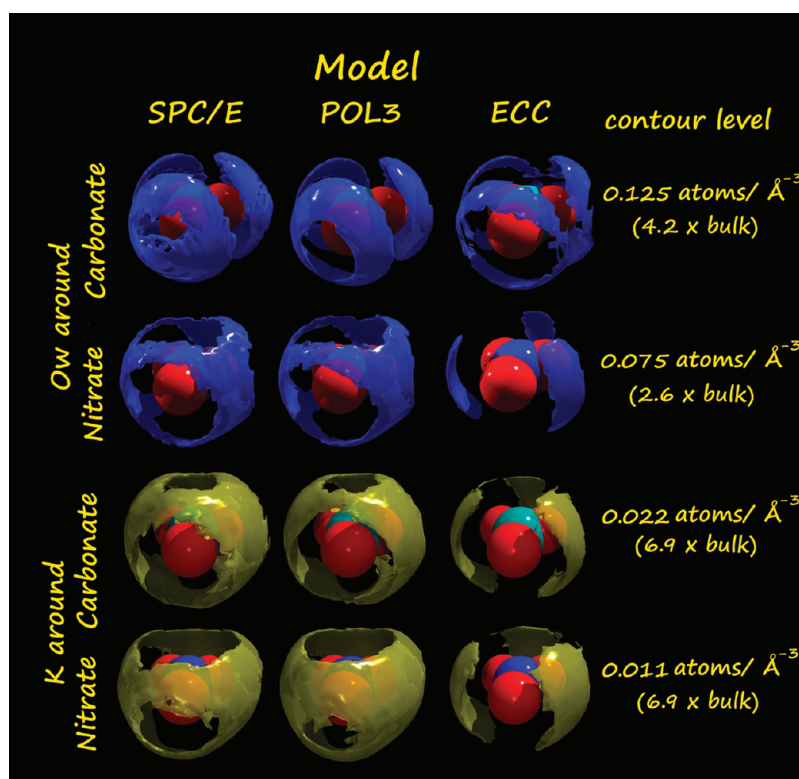 Model
SPC/E POL3 ECC contour level
Ow around
Carbonate
0.125 atoms/ Å⁻³
(4.2 x bulk)
Nitrate
0.075 atoms/ Å⁻³
(2.6 x bulk)
K around
Carbonate
0.022 atoms/ Å⁻³
(6.9 x bulk)
Nitrate
0.011 atoms/ Å⁻³
(6.9 x bulk)